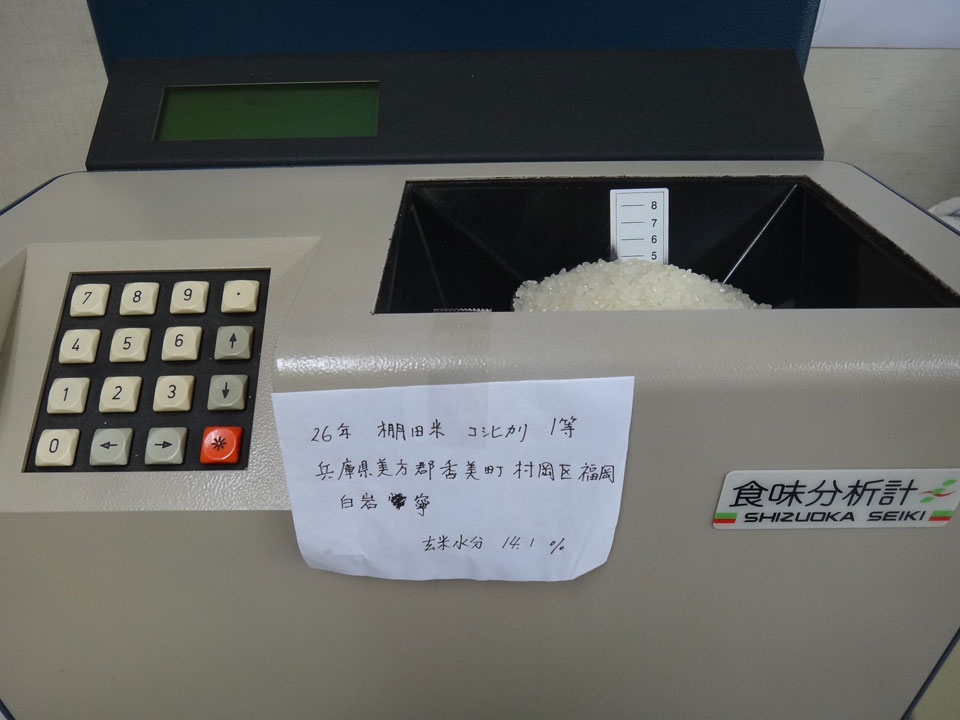 8
7
6
5
7 8 9 ·
4 5 6 ↑
1 2 3 ↓
0 ← → ✳
26年 棚田米 コシヒカリ 1等
兵庫県美方郡香美町村岡区福岡
白岩 寧
玄米水分 14.1 %
食味分析計
SHIZUOKA SEIKI